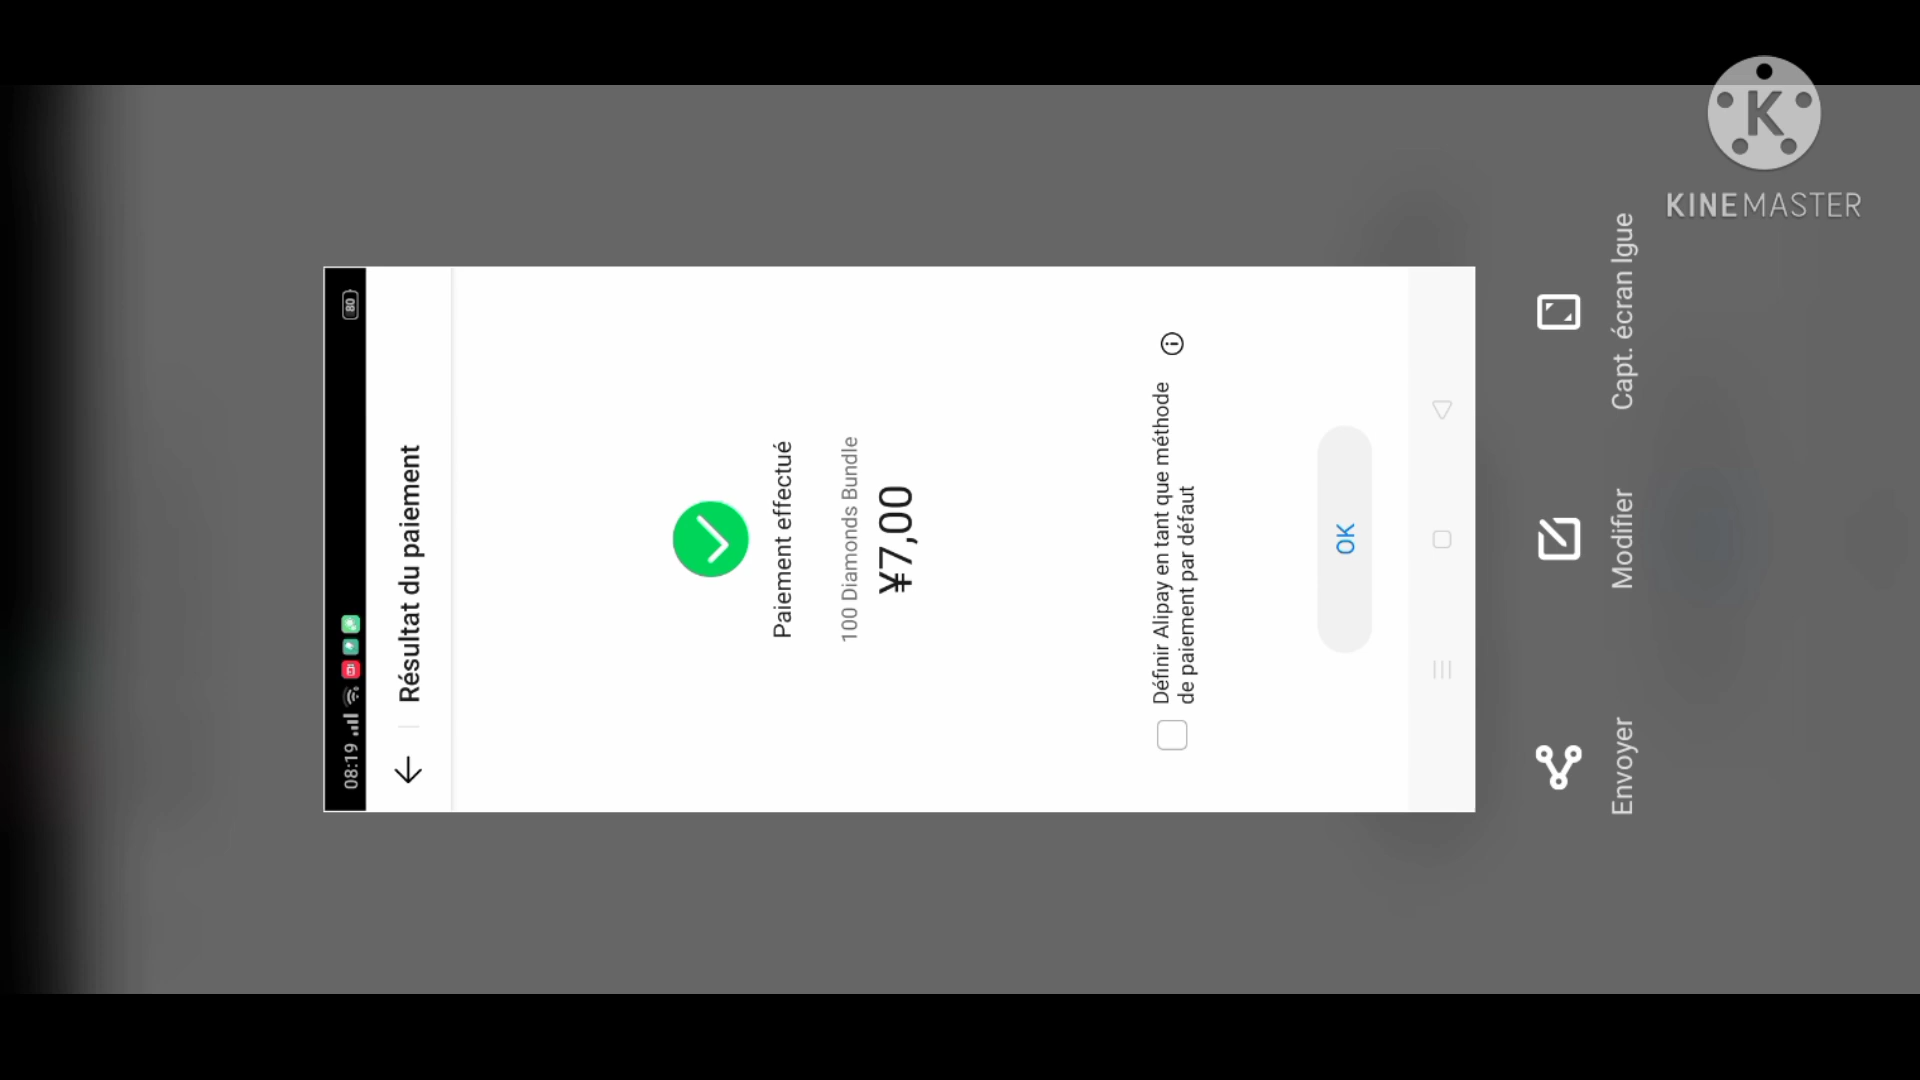 KINEMASTER
08:19
80
Résultat du paiement
Paiement effectué
100 Diamonds Bundle
¥7,00
Définir Alipay en tant que méthode
de paiement par défaut
OK
Envoyer
Modifier
Capt. écran lgue